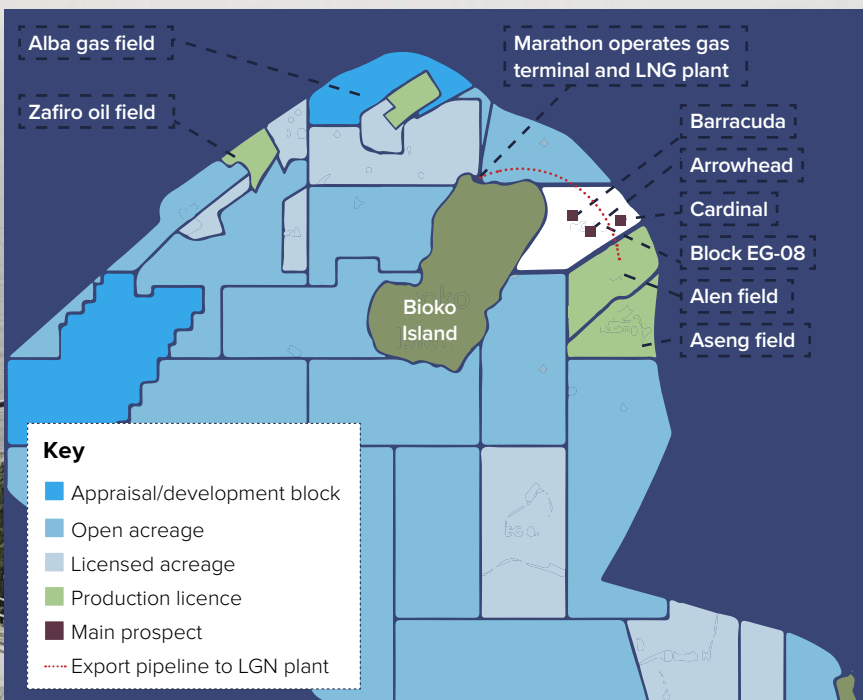 Alba gas field
Zafiro oil field
Marathon operates gas
terminal and LNG plant
Barracuda
Arrowhead
Cardinal
Block EG-08
Alen field
Aseng field
Bioko
Island
Key
Appraisal/development block
Open acreage
Licensed acreage
Production licence
Main prospect
Export pipeline to LGN plant